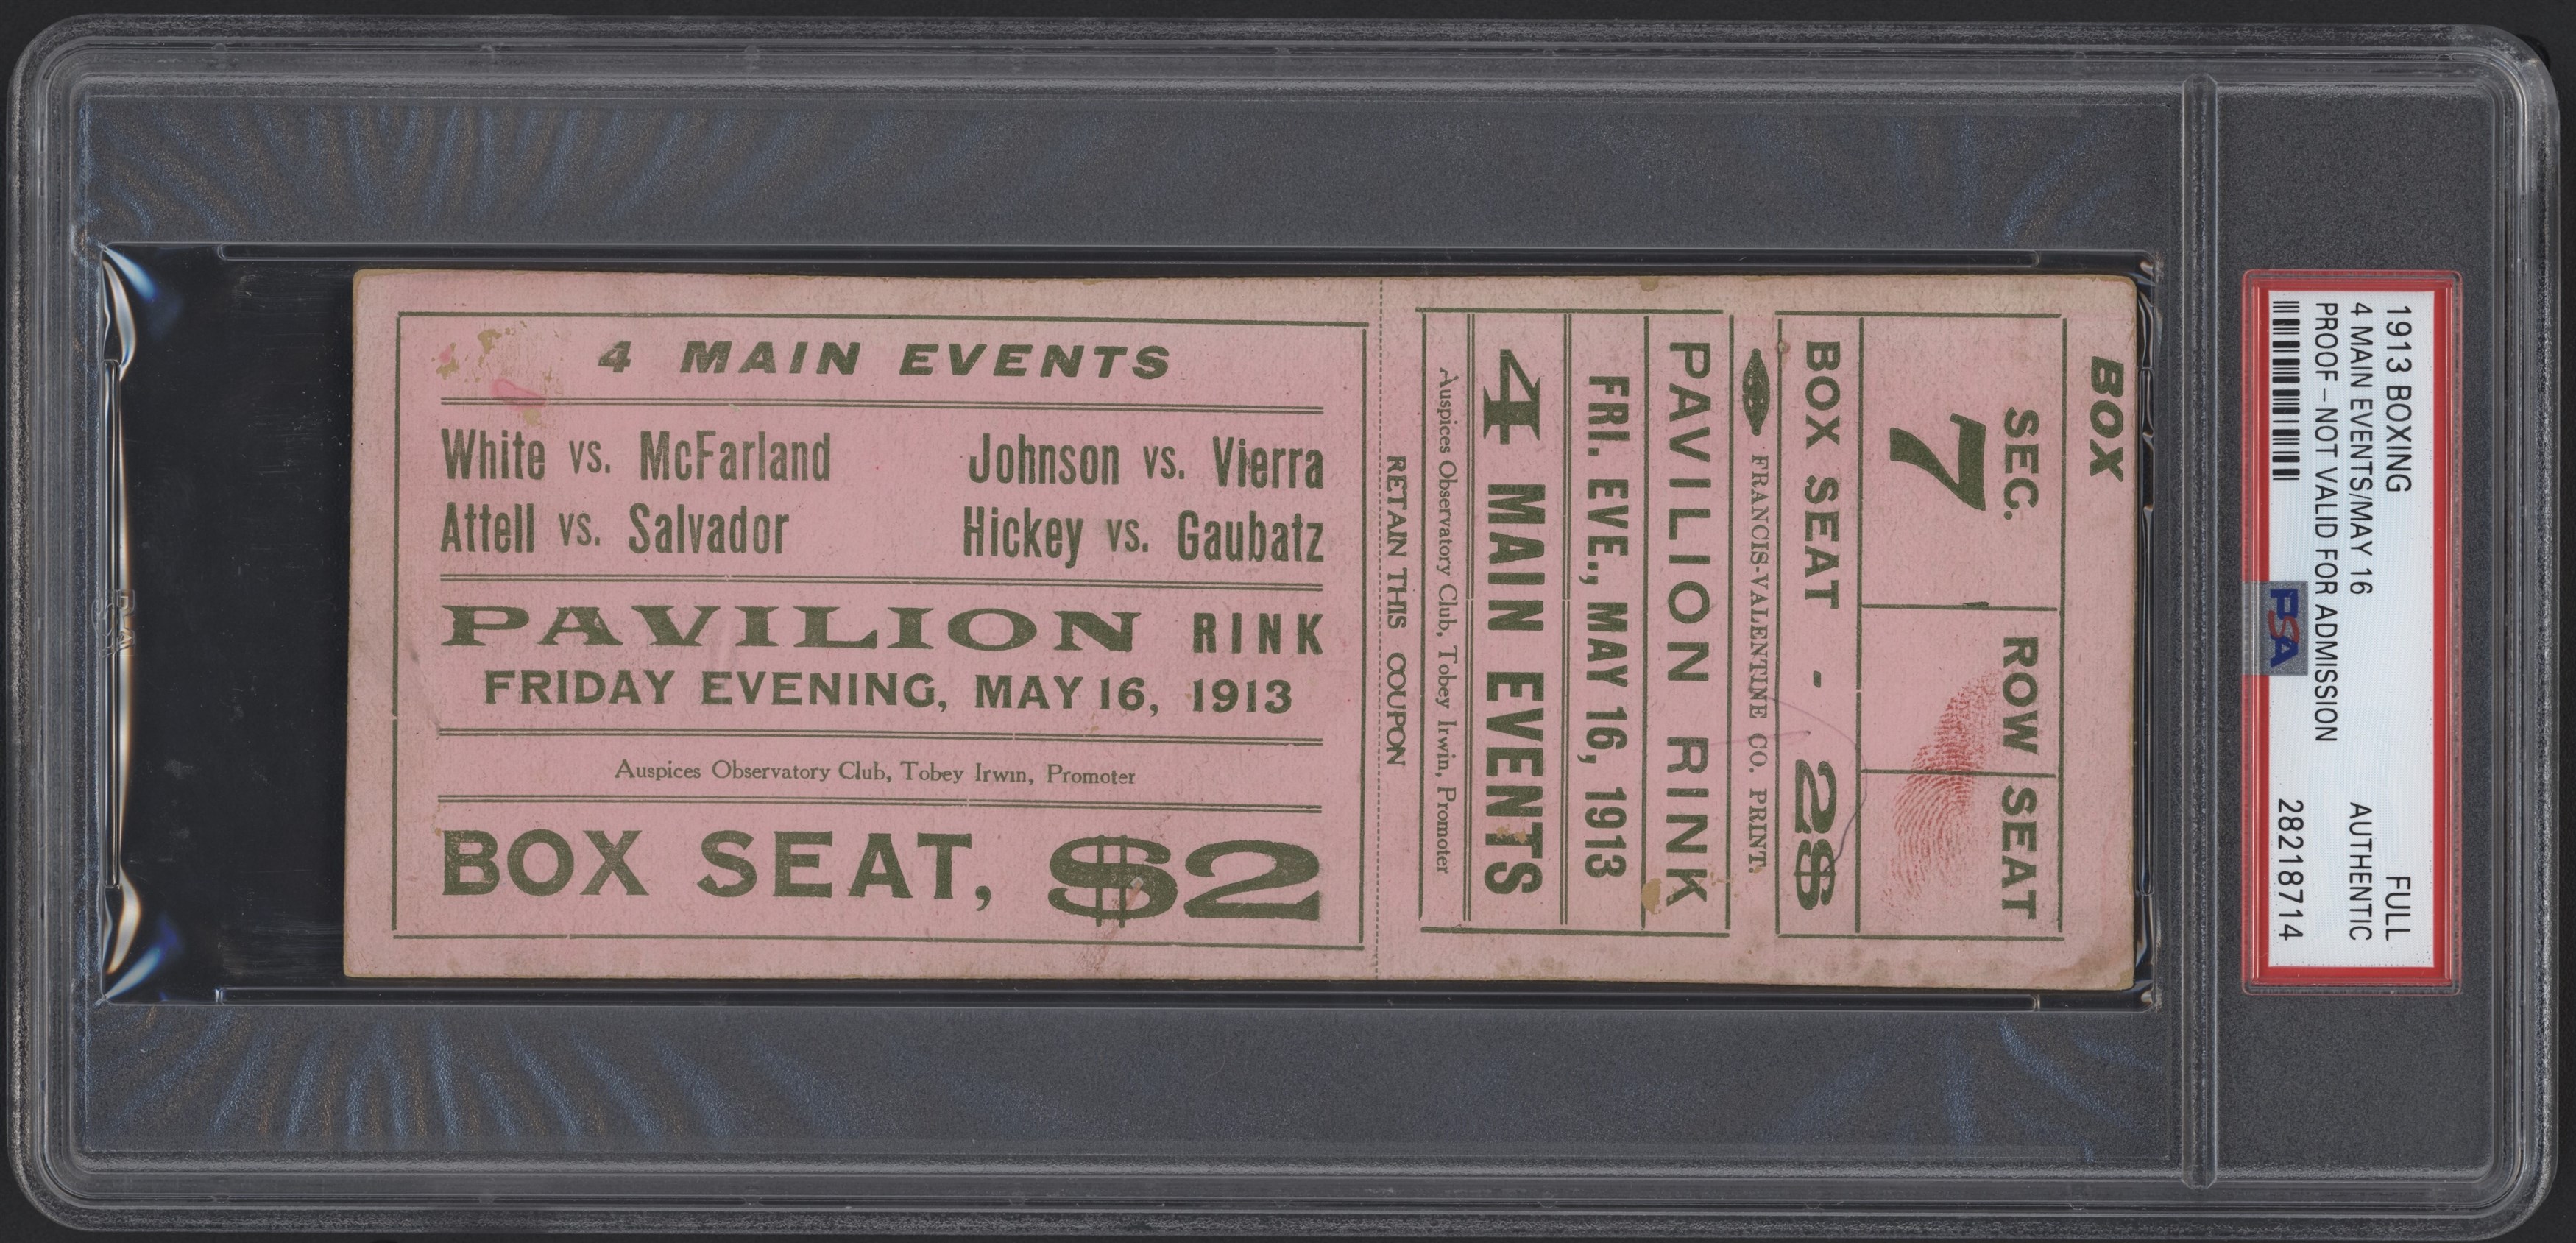 4 MAIN EVENTS
White vs. McFarland Johnson vs. Vierra
Attell vs. Salvador Hickey vs. Gaubatz
PAVILION RINK
FRIDAY EVENING, MAY 16, 1913
Auspices Observatory Club, Tobey Irwin, Promoter
BOX SEAT, $2
RETAIN THIS COUPON
BOX
SEC. ROW SEAT
7
BOX SEAT - 2$
FRANCIS-VALENTINE CO. PRINT.
PAVILION RINK
FRI. EVE., MAY 16, 1913
4 MAIN EVENTS
Auspices Observatory Club, Tobey Irwin, Promoter
1913 BOXING FULL
4 MAIN EVENTS/MAY 16 AUTHENTIC
PROOF-NOT VALID FOR ADMISSION
28218714
PSA